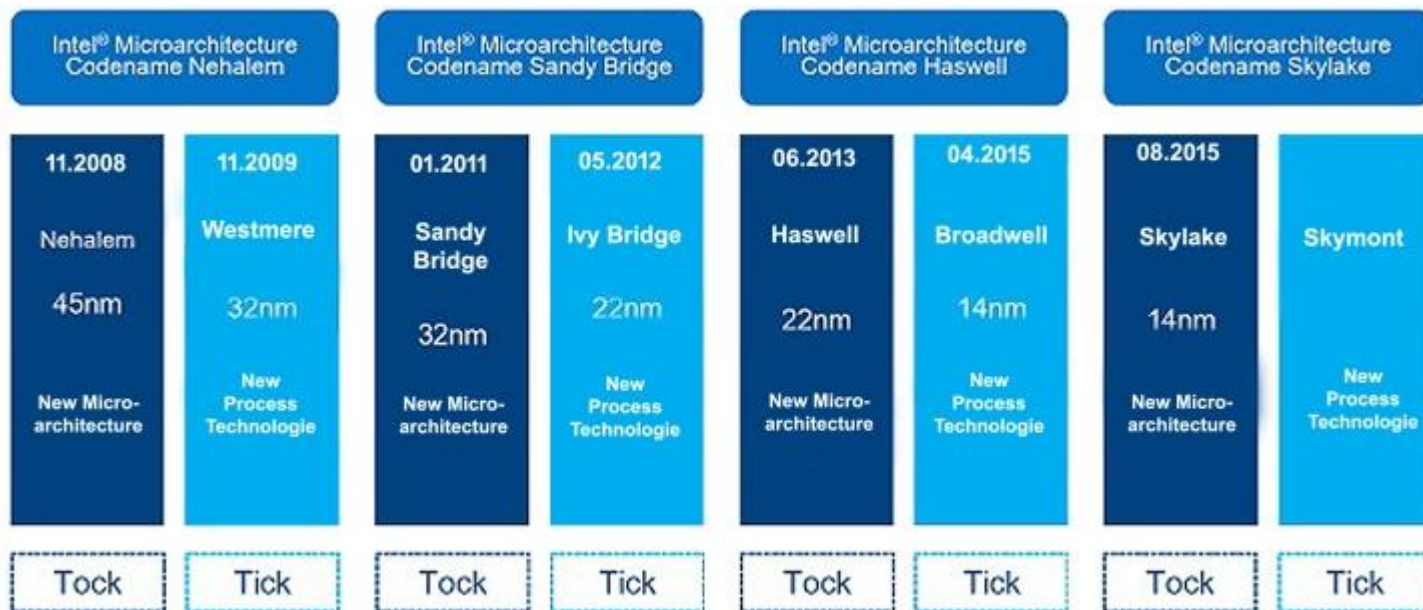 Intel® Microarchitecture
Codename Nehalem
Intel® Microarchitecture
Codename Sandy Bridge
Intel® Microarchitecture
Codename Haswell
Intel® Microarchitecture
Codename Skylake
11.2008
Nehalem
45nm
New Micro-
architecture
Tock
11.2009
Westmere
32nm
New
Process
Technologie
Tick
01.2011
Sandy
Bridge
32nm
New Micro-
architecture
Tock
05.2012
Ivy Bridge
22nm
New
Process
Technologie
Tick
06.2013
Haswell
22nm
New Micro-
architecture
Tock
04.2015
Broadwell
14nm
New
Process
Technologie
Tick
08.2015
Skylake
14nm
New Micro-
architecture
Tock
Skymont
New
Process
Technologie
Tick